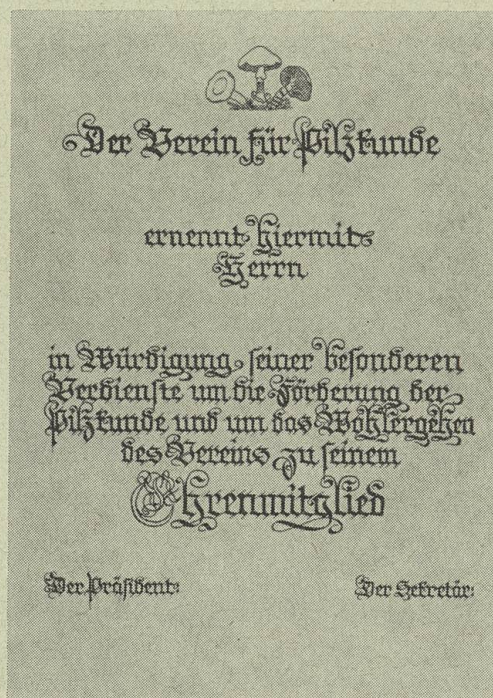 Der Verein für Pilzkunde
ernennt hiermit
Herrn
in Würdigung seiner besonderen
Verdienste um die Förderung der
Pilzkunde und um das Wohlergehen
des Vereins zu seinem
Ehrenmitglied
Der Präsident: Der Sekretär: